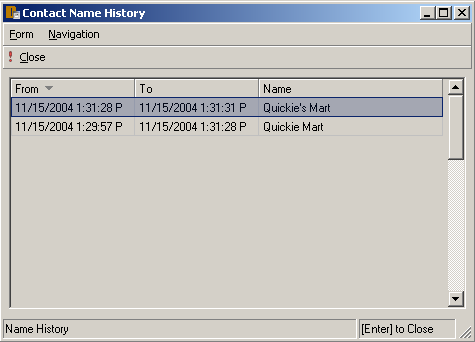 Contact Name History
Form Navigation
! Close
From To Name
11/15/2004 1:31:28 P 11/15/2004 1:31:31 P Quickie's Mart
11/15/2004 1:29:57 P 11/15/2004 1:31:28 P Quickie Mart
Name History [Enter] to Close